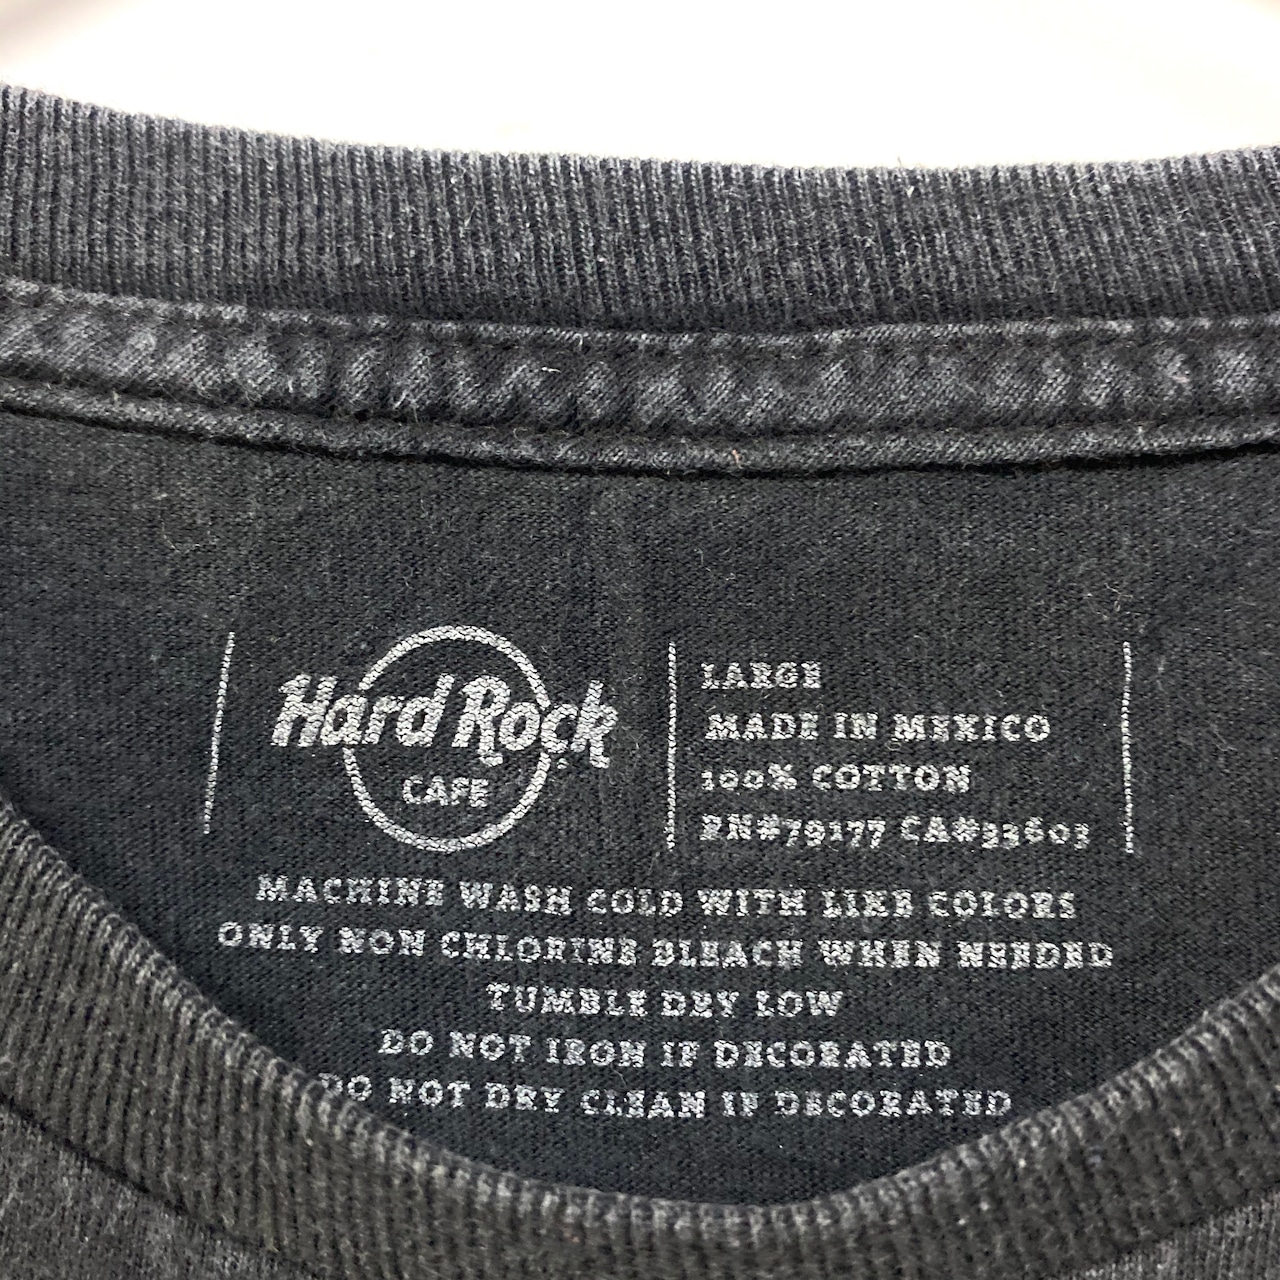 Hard Rock
CAFE
LARGE
MADE IN MEXICO
100% COTTON
RN#79177 CA#33603
MACHINE WASH COLD WITH LIKE COLORS
ONLY NON CHLORINE BLEACH WHEN NEEDED
TUMBLE DRY LOW
DO NOT IRON IF DECORATED
DO NOT DRY CLEAN IF DECORATED